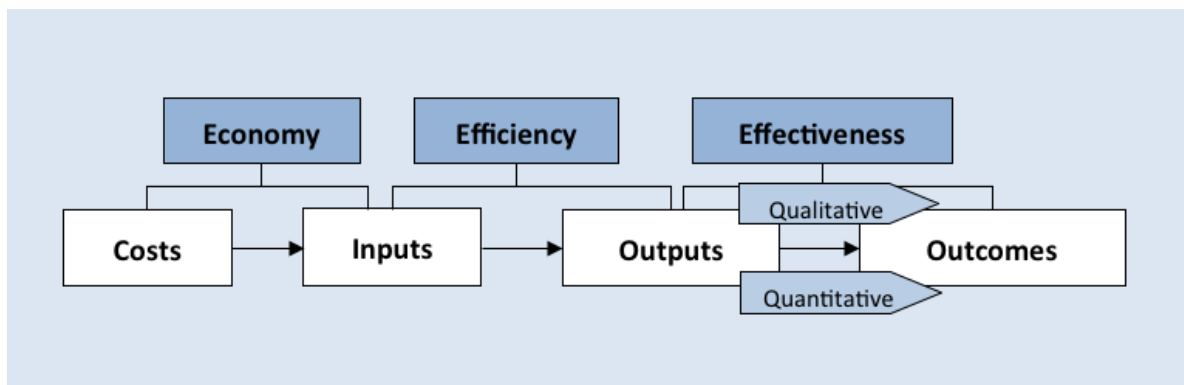 Economy
Efficiency
Effectiveness
Qualitative
Costs
Inputs
Outputs
Outcomes
Quantitative